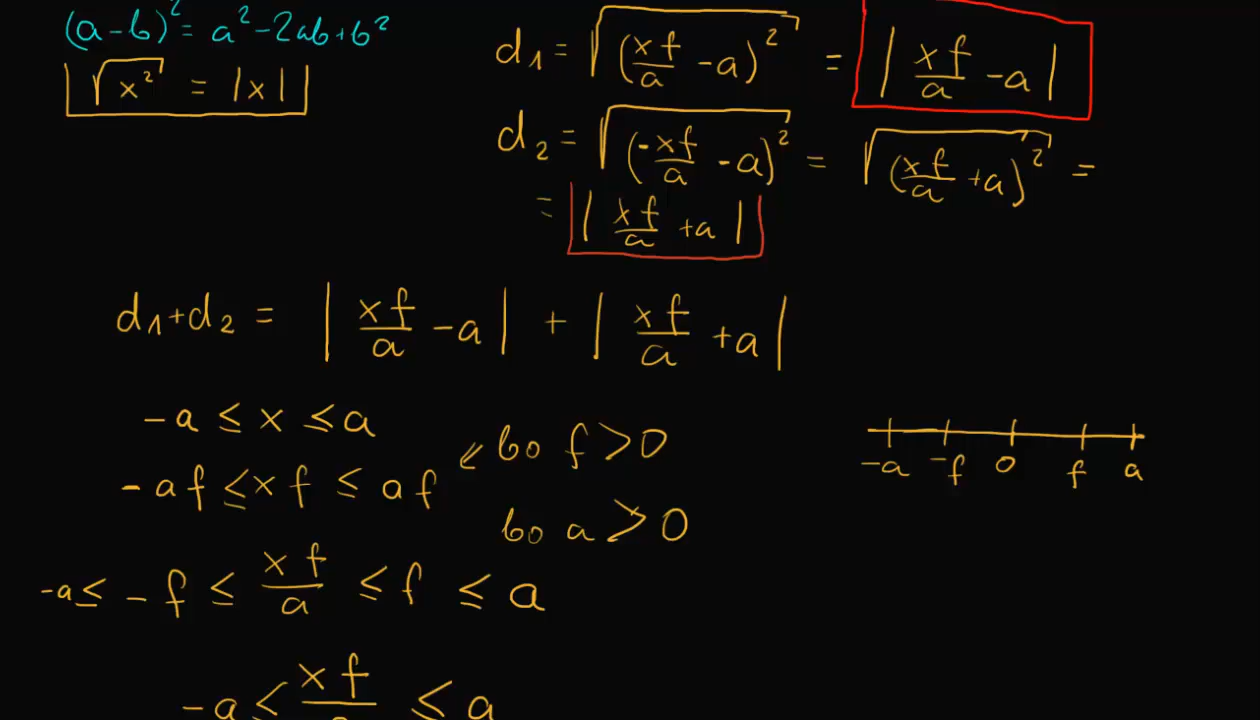 (a-b)² = a² - 2ab + b²
√(x²) = |x|
d₁ = √((xf/a - a)²) = |xf/a - a|
d₂ = √((-xf/a - a)²) = √((xf/a + a)²) =
= |xf/a + a|
d₁+d₂ = |xf/a - a| + |xf/a + a|
-a ≤ x ≤ a
-af ≤ xf ≤ af
bo f > 0
bo a > 0
-a ≤ -f ≤ xf/a ≤ f ≤ a
-a ≤ xf/a ≤ a
-a -f 0 f a